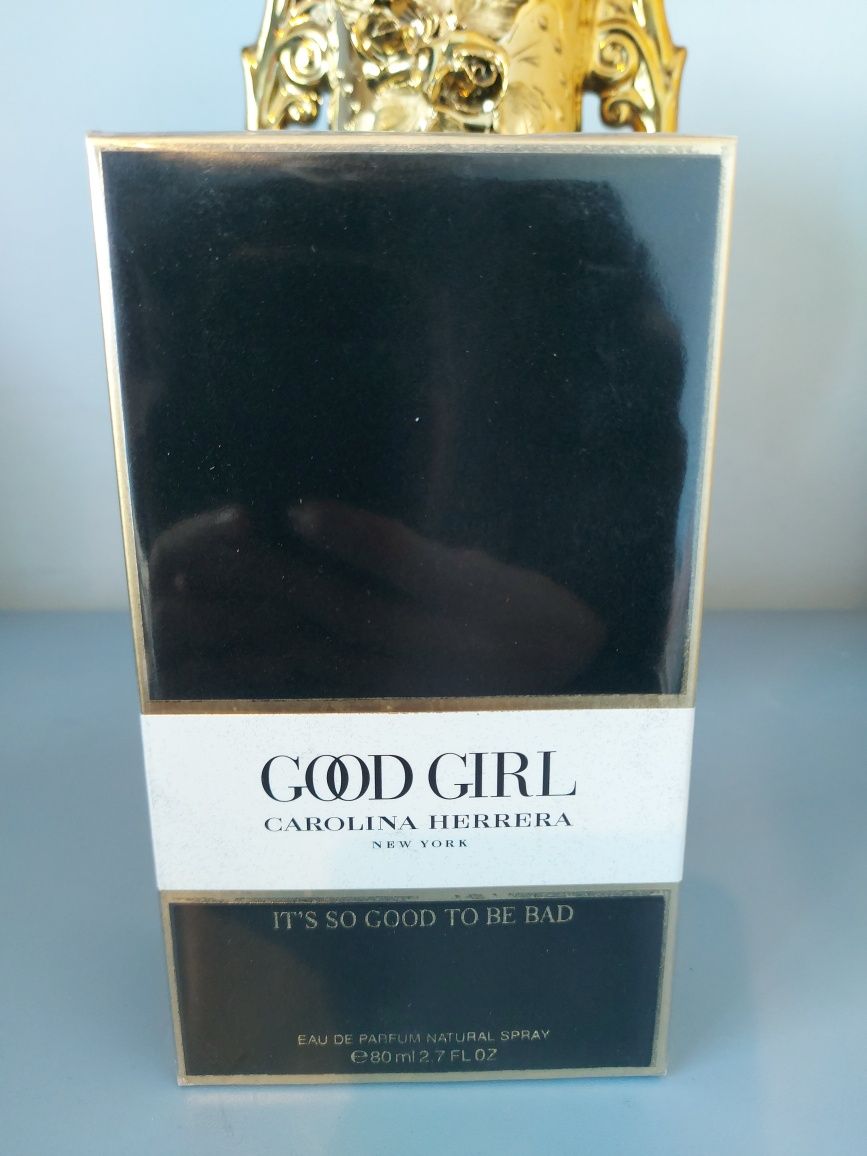 GOOD GIRL
CAROLINA HERRERA
NEW YORK
IT'S SO GOOD TO BE BAD
EAU DE PARFUM NATURAL SPRAY
℮80 ml 2.7 FL OZ